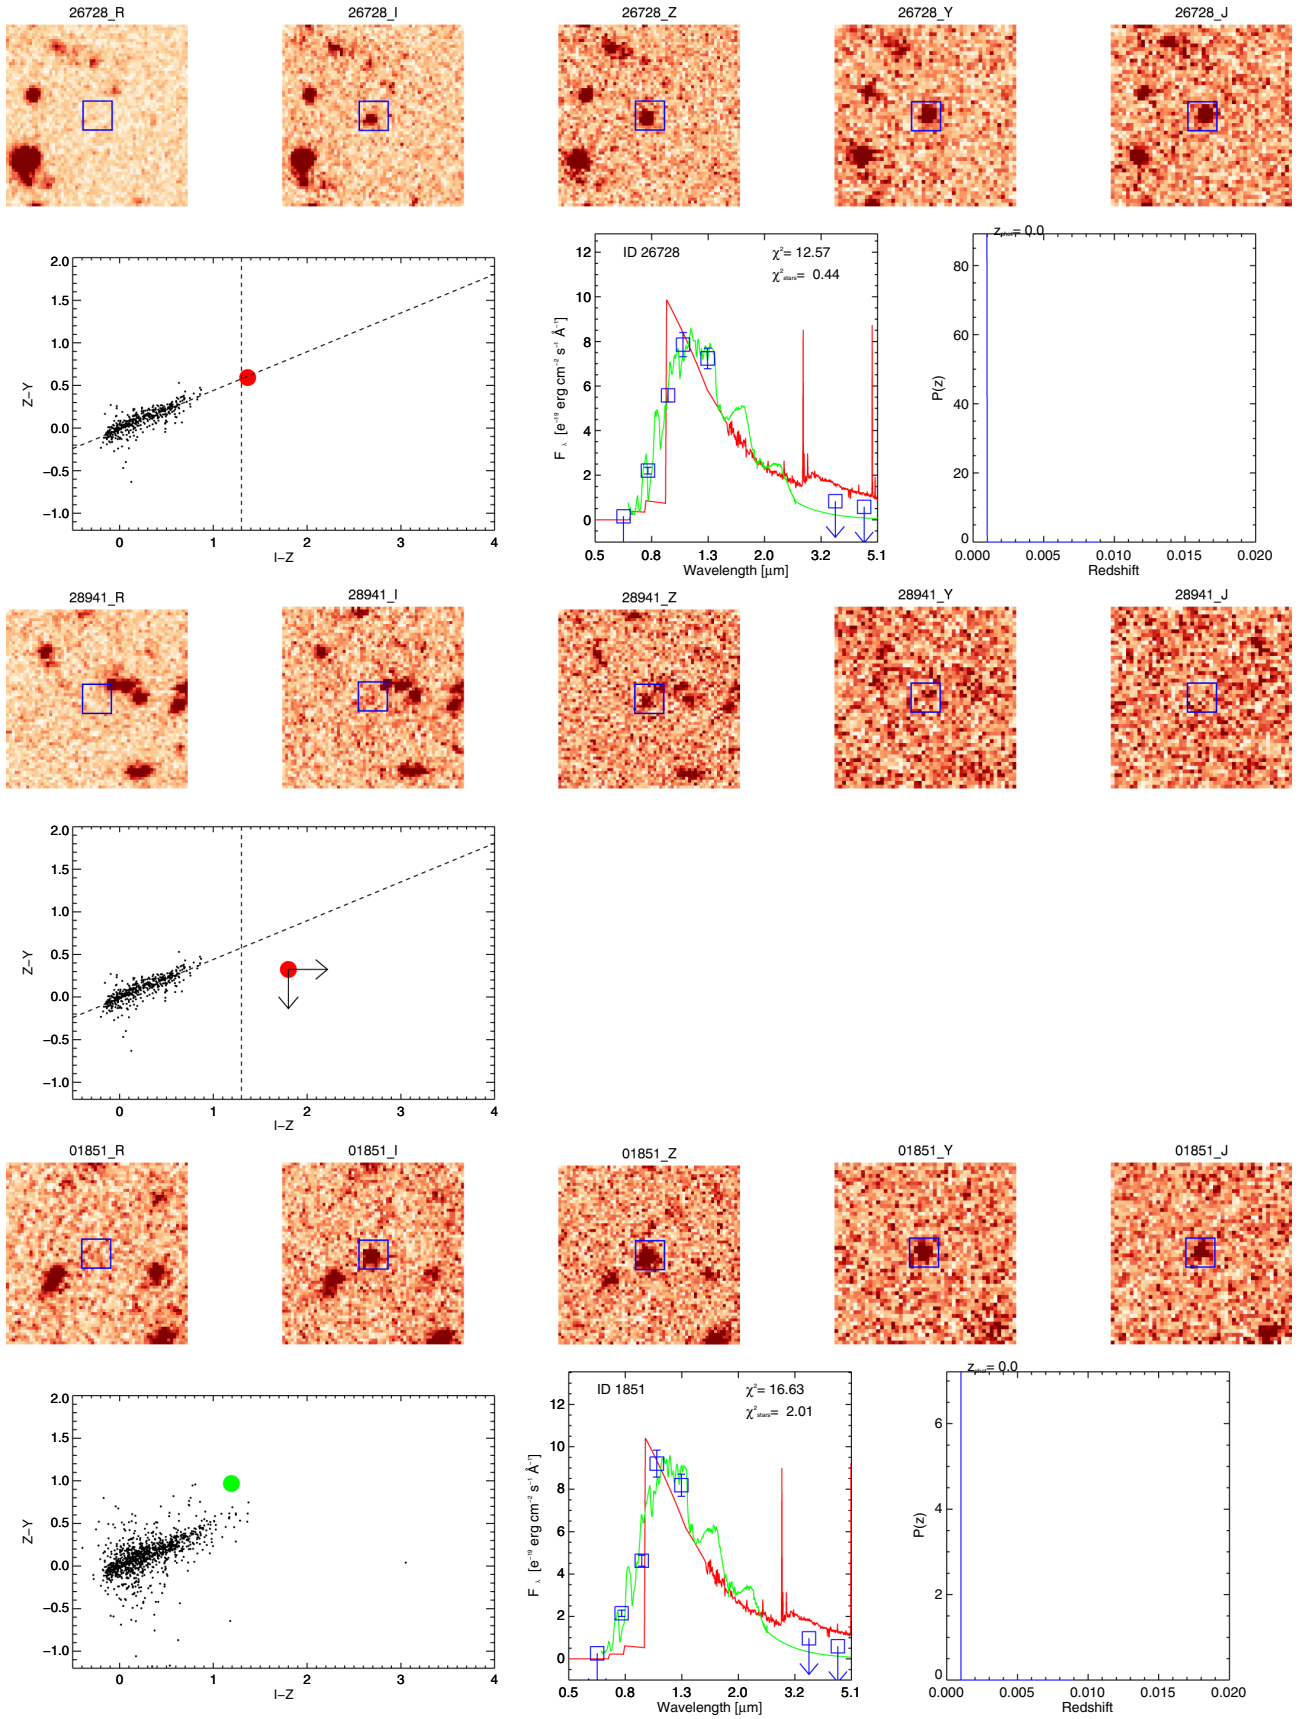 26728_R 26728_I 26728_Z 26728_Y 26728_J
2.0
1.5
1.0
0.5
0.0
−0.5
−1.0
Z−Y
0 1 2 3 4
I−Z
ID 26728
χ²= 12.57
χ²stars= 0.44
12
10
8
6
4
2
0
F λ [e⁻¹⁹ erg cm⁻² s⁻¹ Å⁻¹]
0.5 0.8 1.3 2.0 3.2 5.1
Wavelength [μm]
zphot= 0.0
80
60
40
20
0
P(z)
0.000 0.005 0.010 0.015 0.020
Redshift
28941_R 28941_I 28941_Z 28941_Y 28941_J
2.0
1.5
1.0
0.5
0.0
−0.5
−1.0
Z−Y
0 1 2 3 4
I−Z
01851_R 01851_I 01851_Z 01851_Y 01851_J
2.0
1.5
1.0
0.5
0.0
−0.5
−1.0
Z−Y
0 1 2 3 4
I−Z
ID 1851
χ²= 16.63
χ²stars= 2.01
12
10
8
6
4
2
0
F λ [e⁻¹⁹ erg cm⁻² s⁻¹ Å⁻¹]
0.5 0.8 1.3 2.0 3.2 5.1
Wavelength [μm]
zphot= 0.0
6
4
2
0
P(z)
0.000 0.005 0.010 0.015 0.020
Redshift